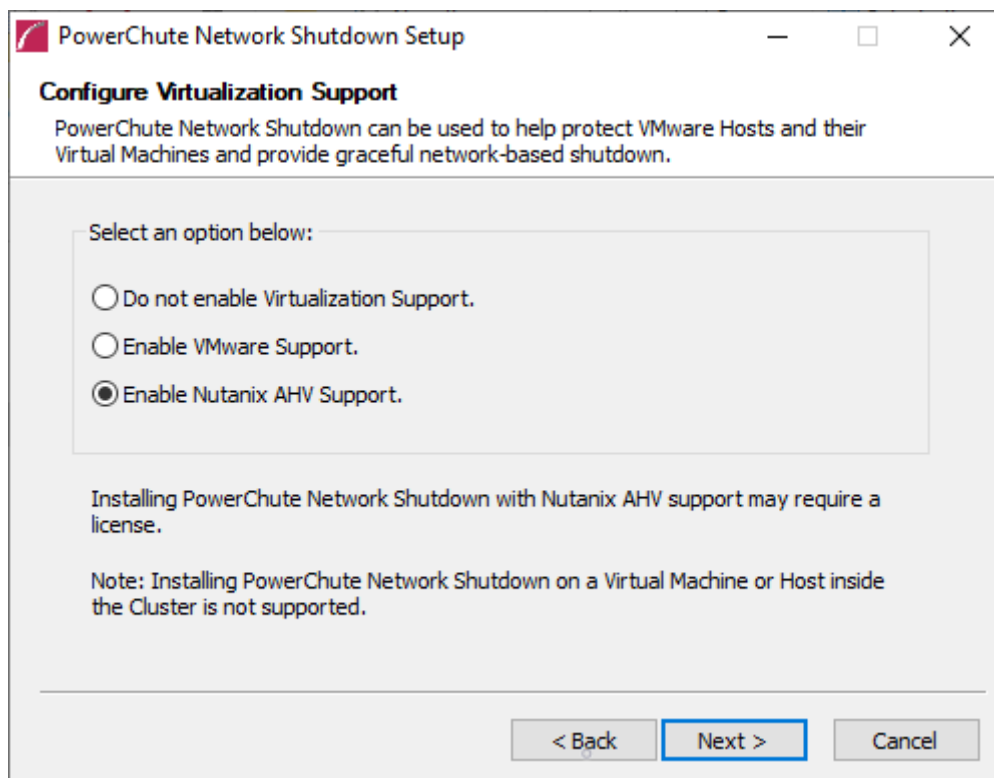 PowerChute Network Shutdown Setup
Configure Virtualization Support
PowerChute Network Shutdown can be used to help protect VMware Hosts and their
Virtual Machines and provide graceful network-based shutdown.
Select an option below:
Do not enable Virtualization Support.
Enable VMware Support.
Enable Nutanix AHV Support.
Installing PowerChute Network Shutdown with Nutanix AHV support may require a
license.
Note: Installing PowerChute Network Shutdown on a Virtual Machine or Host inside
the Cluster is not supported.
< Back Next > Cancel